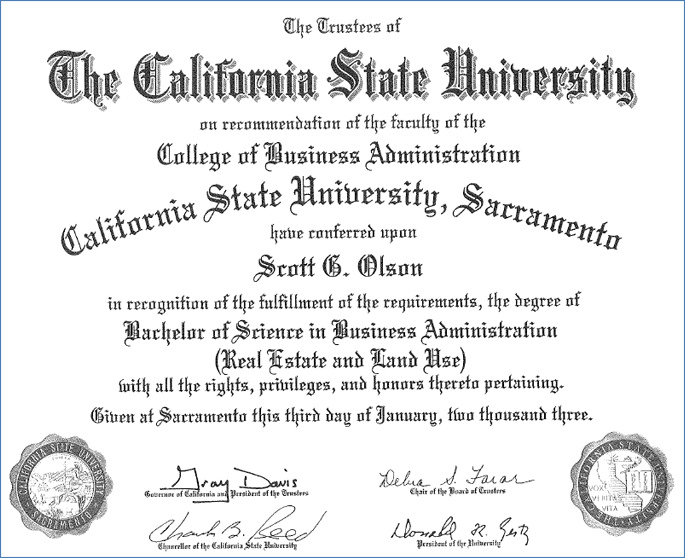 The Trustees of
The California State University
on recommendation of the faculty of the
College of Business Administration
California State University, Sacramento
have conferred upon
Scott G. Olson
in recognition of the fulfillment of the requirements, the degree of
Bachelor of Science in Business Administration
(Real Estate and Land Use)
with all the rights, privileges, and honors thereto pertaining.
Given at Sacramento this third day of January, two thousand three.
Gray Davis
Governor of California and President of the Trustees
Debra S. Farar
Chair of the Board of Trustees
Charles B. Reed
Chancellor of the California State University
Donald R. Gerth
President of the University
CALIFORNIA STATE UNIVERSITY
SACRAMENTO
VOX
VERITAS
VITA